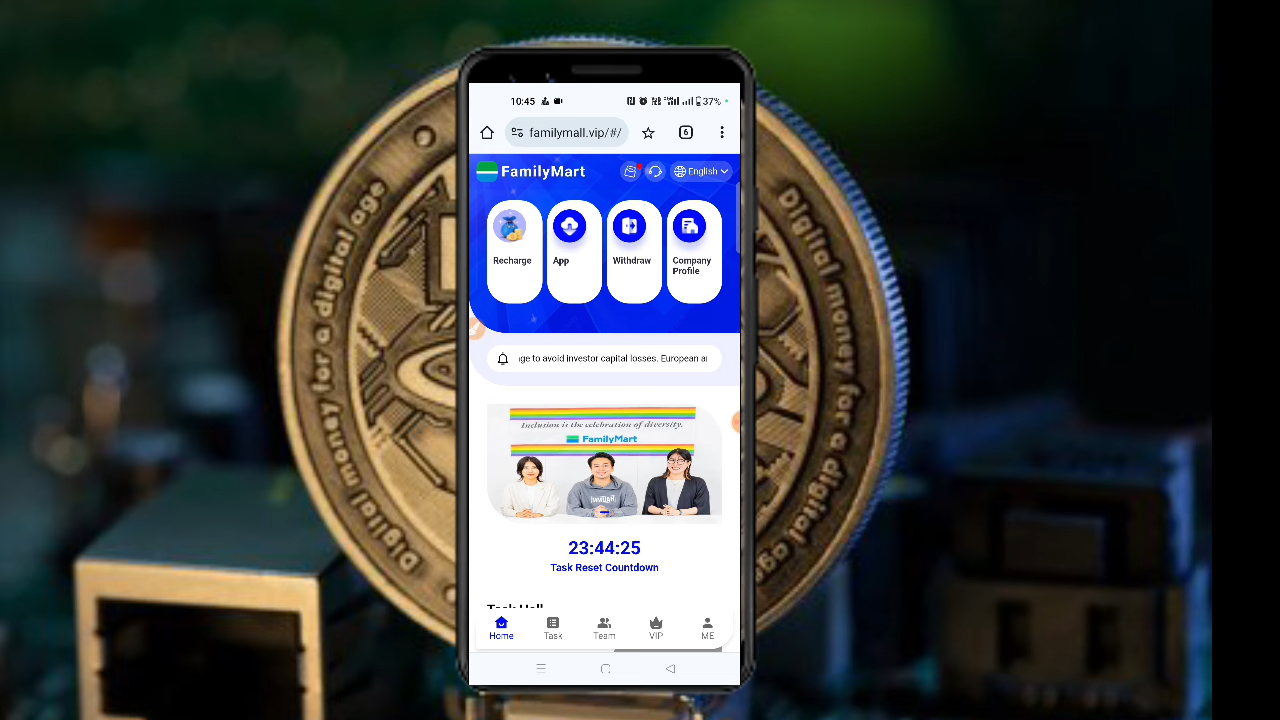 10:45
37%
6
familymall.vip/#/
FamilyMart
English
Recharge
App
Withdraw
Company
Profile
to avoid investor capital losses. European
Inclusion is the celebration of diversity.
FamilyMart
23:44:25
Task Reset Countdown
Home
Task
Team
VIP
ME
Digital money for a digital age
Digital money for a digital age
Digital